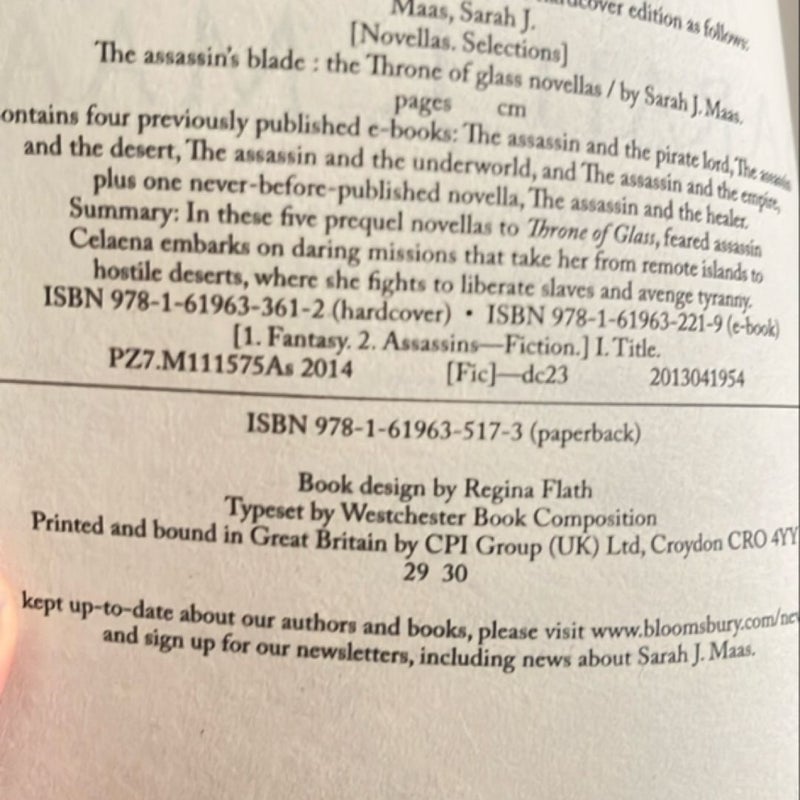 hardcover edition as follows:
Maas, Sarah J.
[Novellas. Selections]
The assassin's blade : the Throne of glass novellas / by Sarah J. Maas.
pages cm
ontains four previously published e-books: The assassin and the pirate lord, The assassin
and the desert, The assassin and the underworld, and The assassin and the empire,
plus one never-before-published novella, The assassin and the healer.
Summary: In these five prequel novellas to Throne of Glass, feared assassin
Celaena embarks on daring missions that take her from remote islands to
hostile deserts, where she fights to liberate slaves and avenge tyranny.
ISBN 978-1-61963-361-2 (hardcover) • ISBN 978-1-61963-221-9 (e-book)
[1. Fantasy. 2. Assassins—Fiction.] I. Title.
PZ7.M111575As 2014 [Fic]—dc23 2013041954
ISBN 978-1-61963-517-3 (paperback)
Book design by Regina Flath
Typeset by Westchester Book Composition
Printed and bound in Great Britain by CPI Group (UK) Ltd, Croydon CR0 4YY
29 30
kept up-to-date about our authors and books, please visit www.bloomsbury.com/ne
and sign up for our newsletters, including news about Sarah J. Maas.